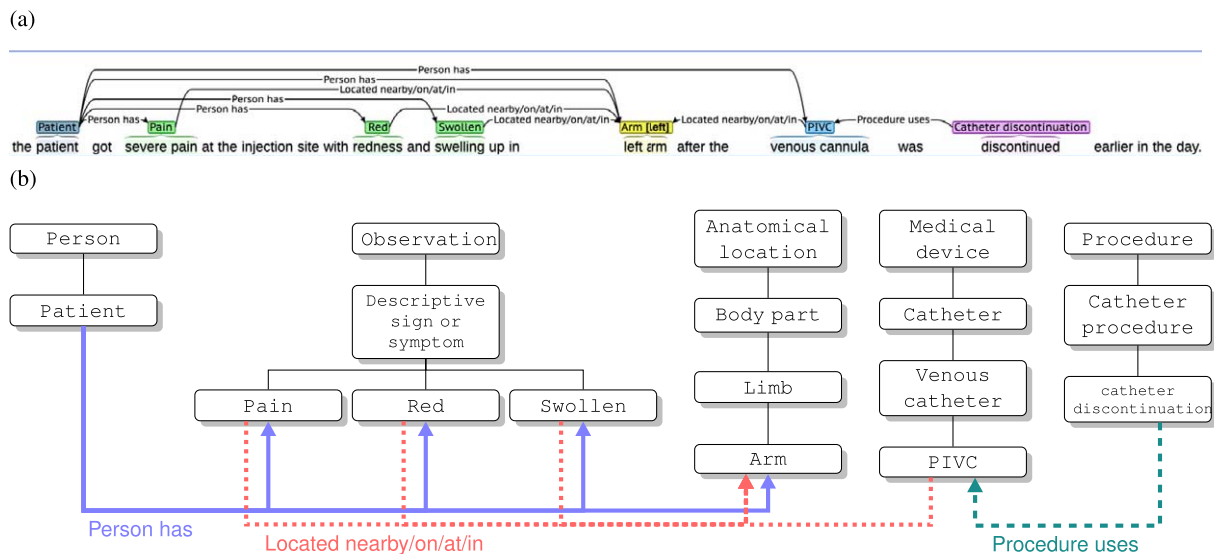 (a)
Person has
Person has
Located nearby/on/at/in
Person has
Person has
Located nearby/on/at/in
Person has
Located nearby/on/at/in
Located nearby/on/at/in
Procedure uses
Patient
Pain
Red
Swollen
Arm [left]
PIVC
Catheter discontinuation
the patient got severe pain at the injection site with redness and swelling up in left arm after the venous cannula was discontinued earlier in the day.
(b)
Person
Patient
Observation
Descriptive
sign or
symptom
Pain
Red
Swollen
Anatomical
location
Body part
Limb
Arm
Medical
device
Catheter
Venous
catheter
PIVC
Procedure
Catheter
procedure
catheter
discontinuation
Person has
Located nearby/on/at/in
Procedure uses